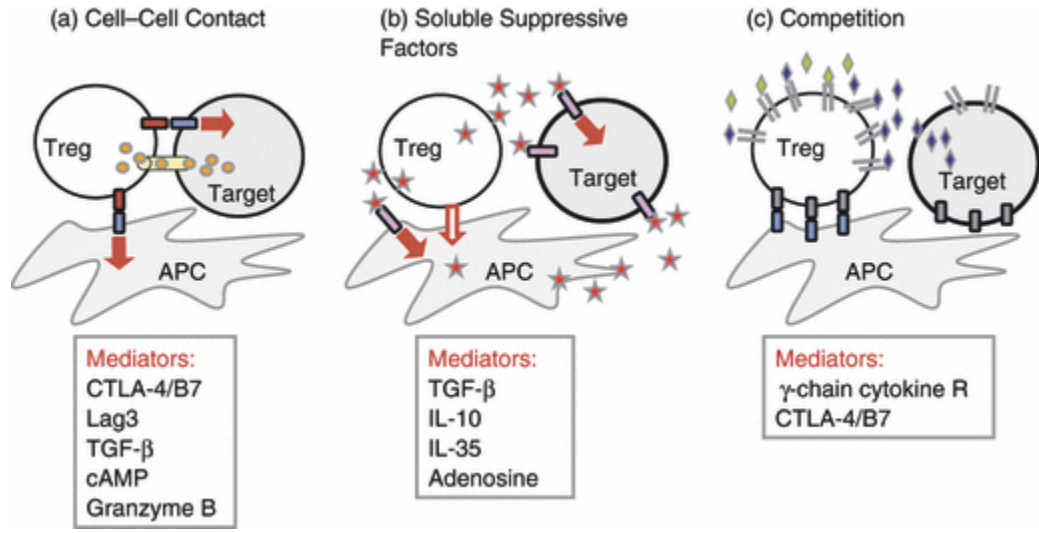 (a) Cell–Cell Contact
Treg
Target
APC
Mediators:
CTLA-4/B7
Lag3
TGF-β
cAMP
Granzyme B
(b) Soluble Suppressive
Factors
Treg
Target
APC
Mediators:
TGF-β
IL-10
IL-35
Adenosine
(c) Competition
Treg
Target
APC
Mediators:
γ-chain cytokine R
CTLA-4/B7